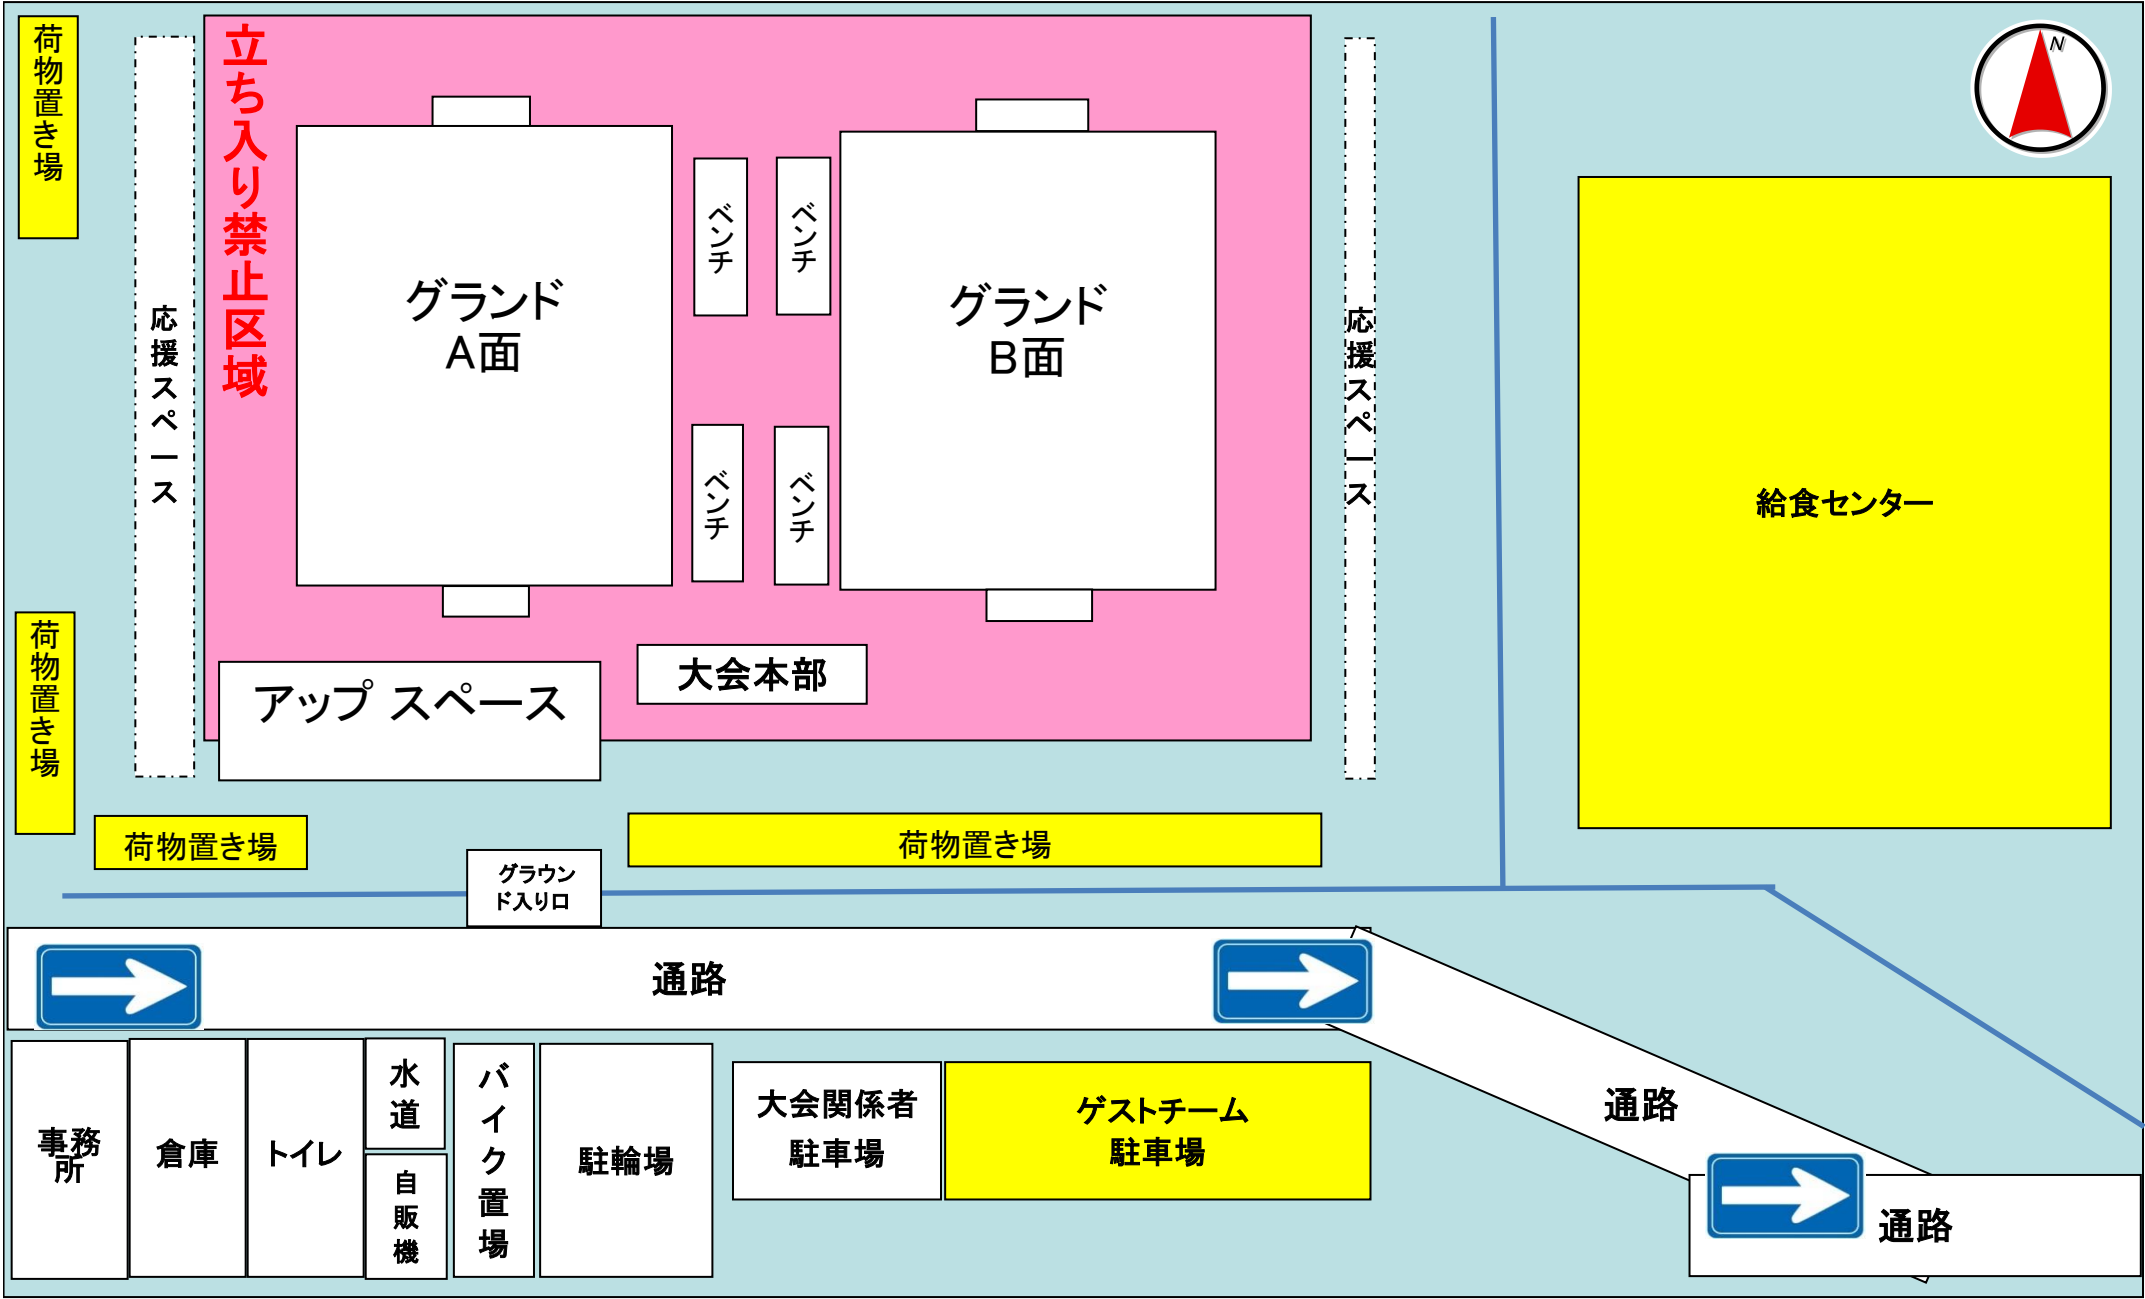 荷物置き場
立ち入り禁止区域
N
応援スペース
グランド
A面
ベンチ
ベンチ
グランド
B面
応援スペース
ベンチ
ベンチ
給食センター
荷物置き場
アップ スペース
大会本部
荷物置き場
荷物置き場
グラウン
ド入り口
通路
通路
通路
事務
所
倉庫
トイレ
水道
自販機
バイク置場
駐輪場
大会関係者
駐車場
ゲストチーム
駐車場